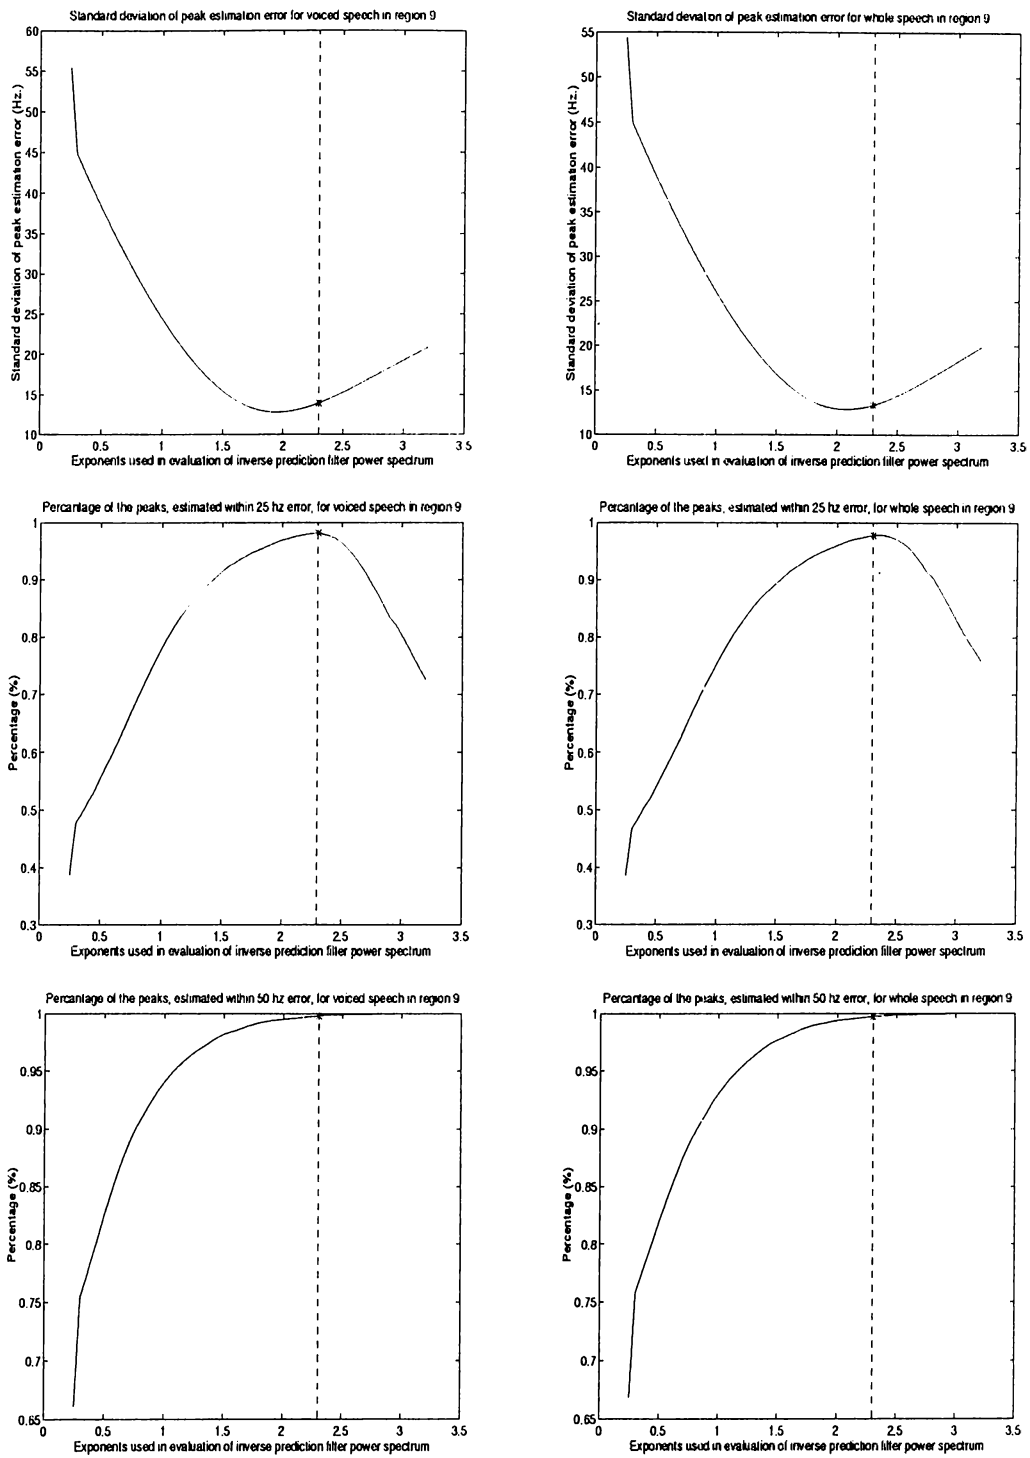 Standard deviation of peak estimation error for voiced speech in region 9
60
55
50
45
40
35
30
25
20
15
10
Standard deviation of peak estimation error (Hz.)
0 0.5 1 1.5 2 2.5 3 3.5
Exponents used in evaluation of inverse prediction filter power spectrum
Standard deviation of peak estimation error for whole speech in region 9
55
50
45
40
35
30
25
20
15
10
Standard deviation of peak estimation error (Hz.)
0 0.5 1 1.5 2 2.5 3 3.5
Exponents used in evaluation of inverse prediction filter power spectrum
Percentage of the peaks, estimated within 25 hz error, for voiced speech in region 9
1
0.9
0.8
0.7
0.6
0.5
0.4
0.3
Percentage (%)
0 0.5 1 1.5 2 2.5 3 3.5
Exponents used in evaluation of inverse prediction filter power spectrum
Percentage of the peaks, estimated within 25 hz error, for whole speech in region 9
1
0.9
0.8
0.7
0.6
0.5
0.4
0.3
Percentage (%)
0 0.5 1 1.5 2 2.5 3 3.5
Exponents used in evaluation of inverse prediction filter power spectrum
Percentage of the peaks, estimated within 50 hz error, for voiced speech in region 9
1
0.95
0.9
0.85
0.8
0.75
0.7
0.65
Percentage (%)
0 0.5 1 1.5 2 2.5 3 3.5
Exponents used in evaluation of inverse prediction filter power spectrum
Percentage of the peaks, estimated within 50 hz error, for whole speech in region 9
1
0.95
0.9
0.85
0.8
0.75
0.7
0.65
Percentage (%)
0 0.5 1 1.5 2 2.5 3 3.5
Exponents used in evaluation of inverse prediction filter power spectrum